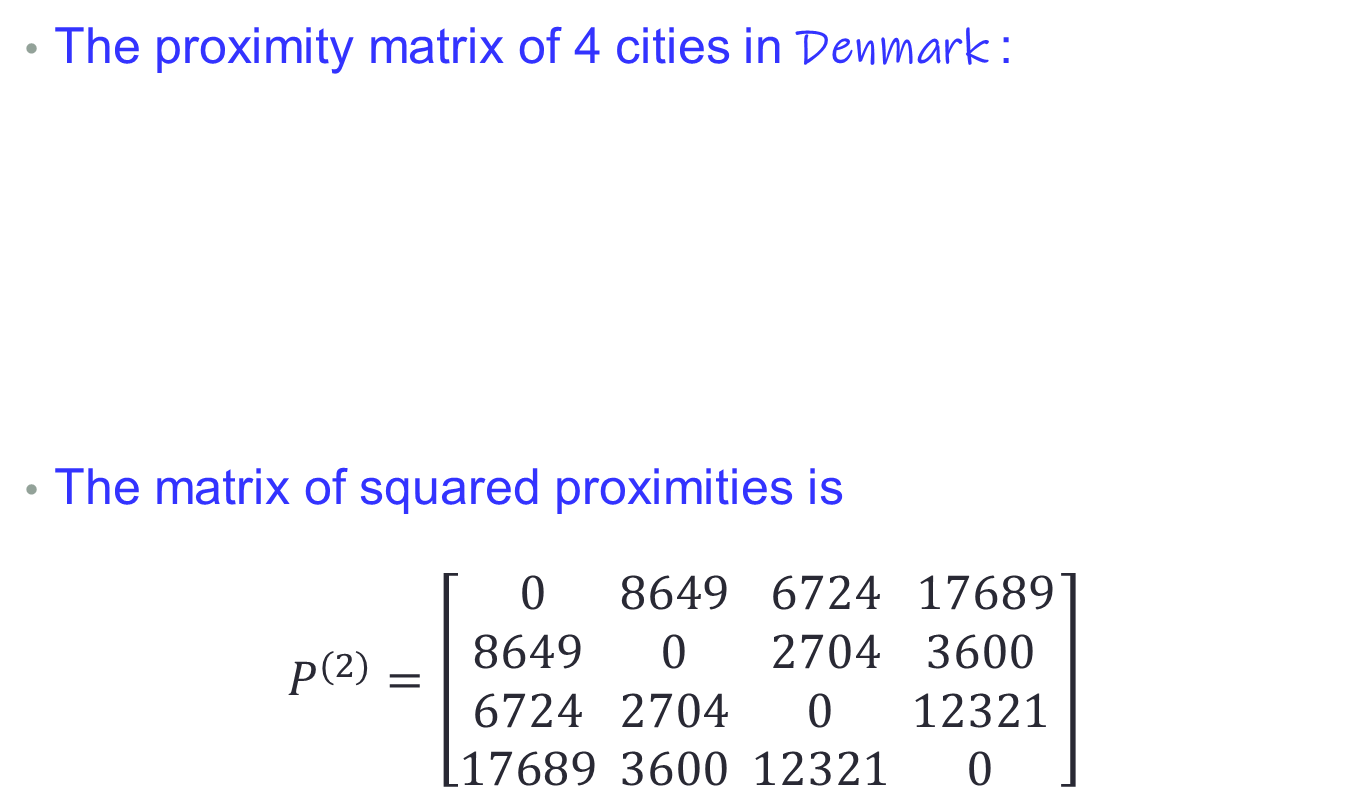 • The proximity matrix of 4 cities in Denmark:
• The matrix of squared proximities is
0 8649 6724 17689
8649 0 2704 3600
P(2) =
6724 2704 0 12321
17689 3600 12321 0